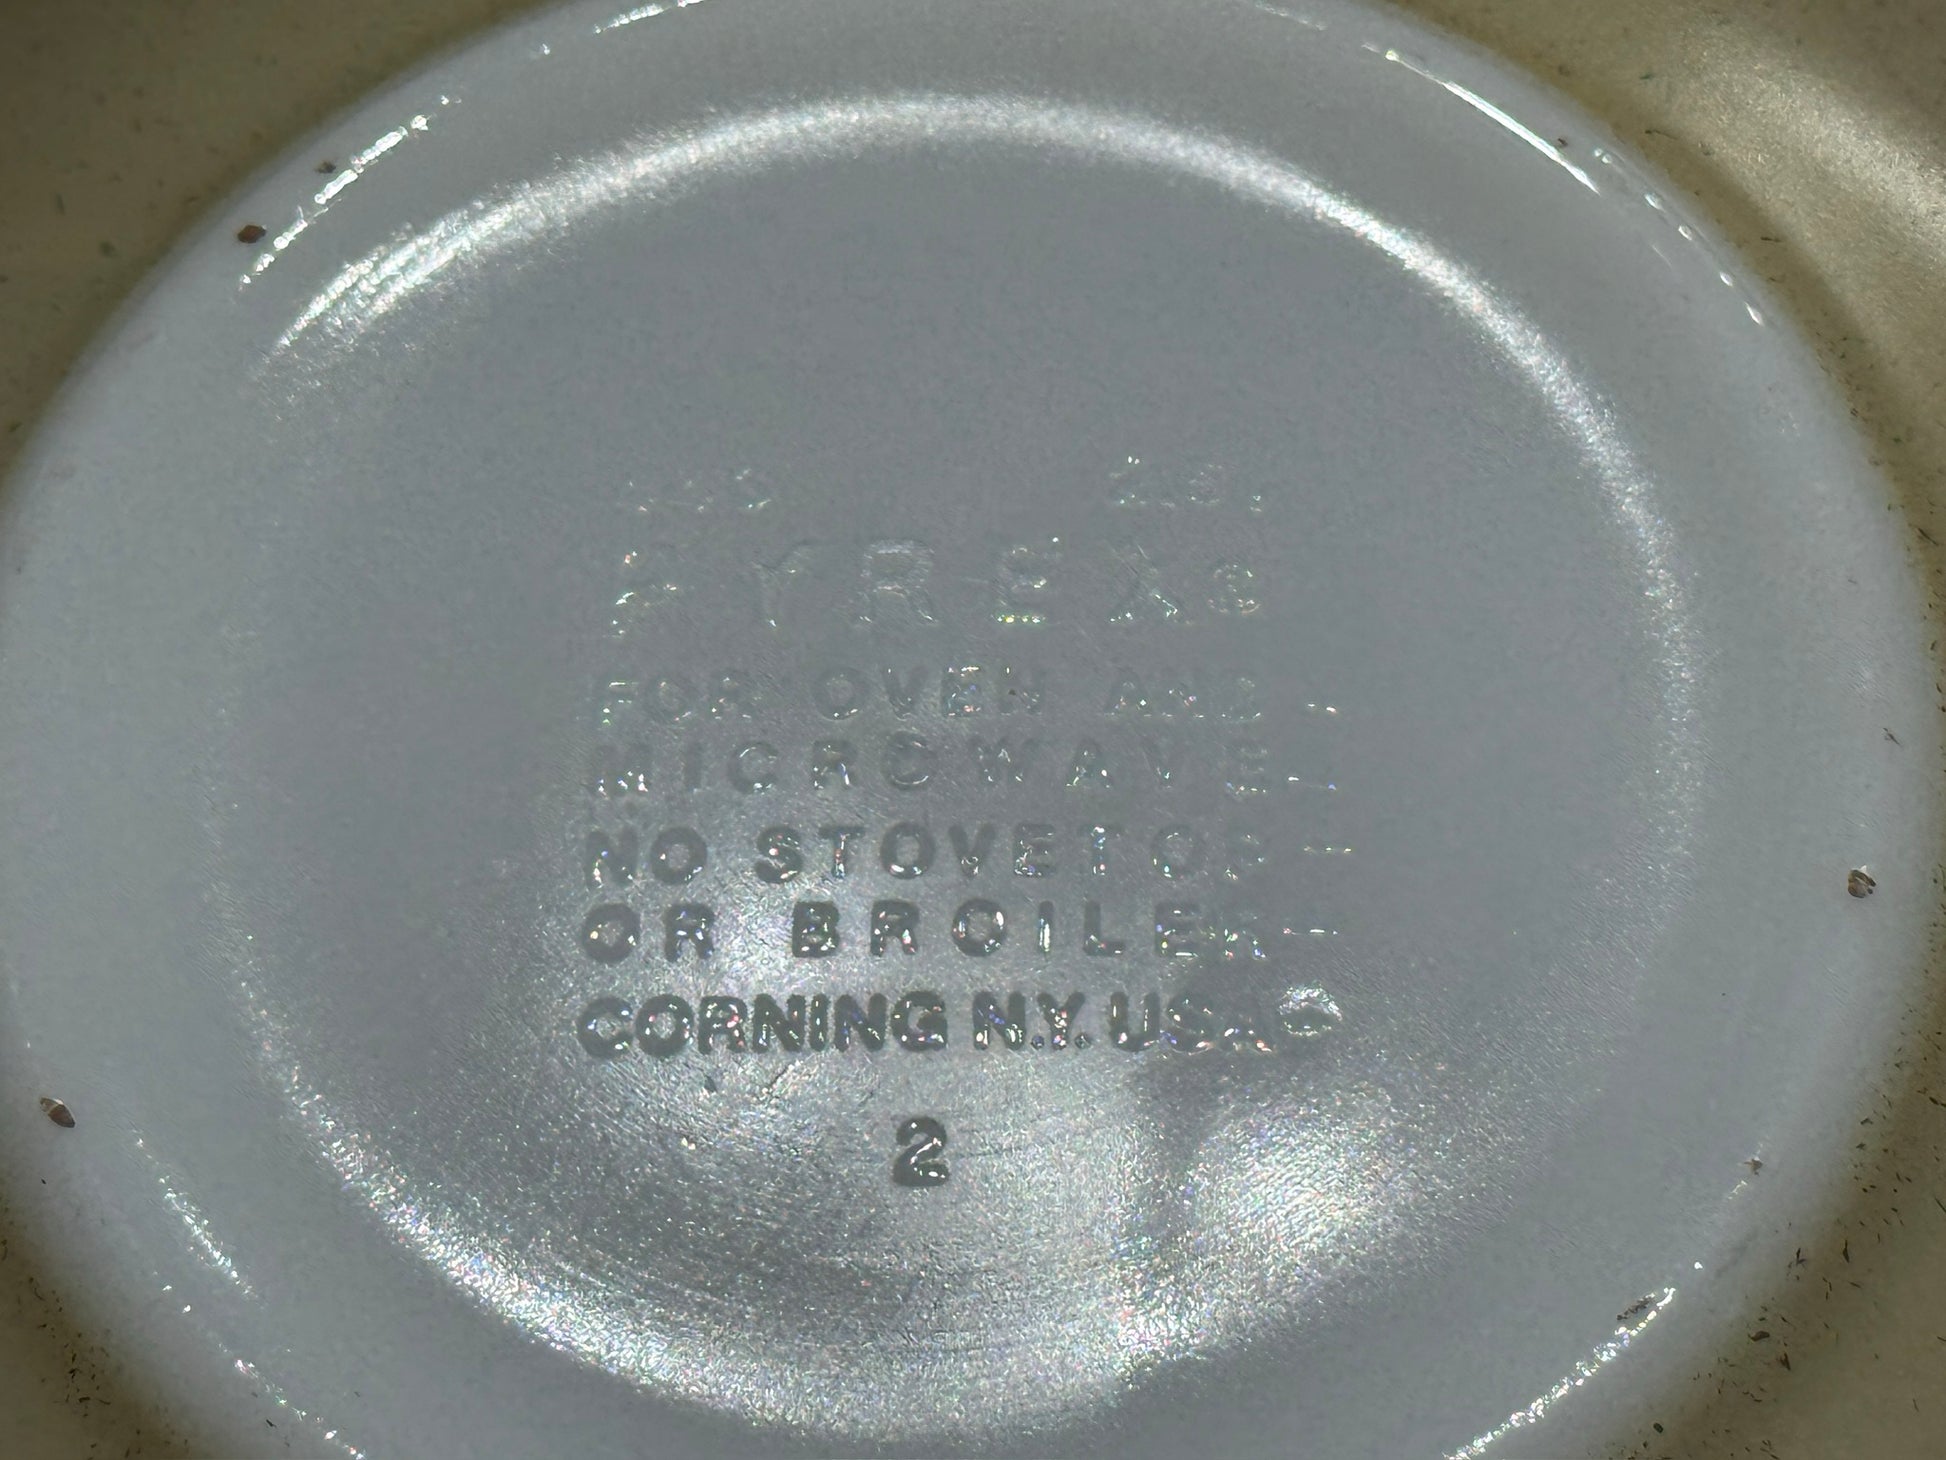 PYREX®
FOR OVEN AND
MICROWAVE
NO STOVETOP
OR BROILER
CORNING N.Y. USA
2